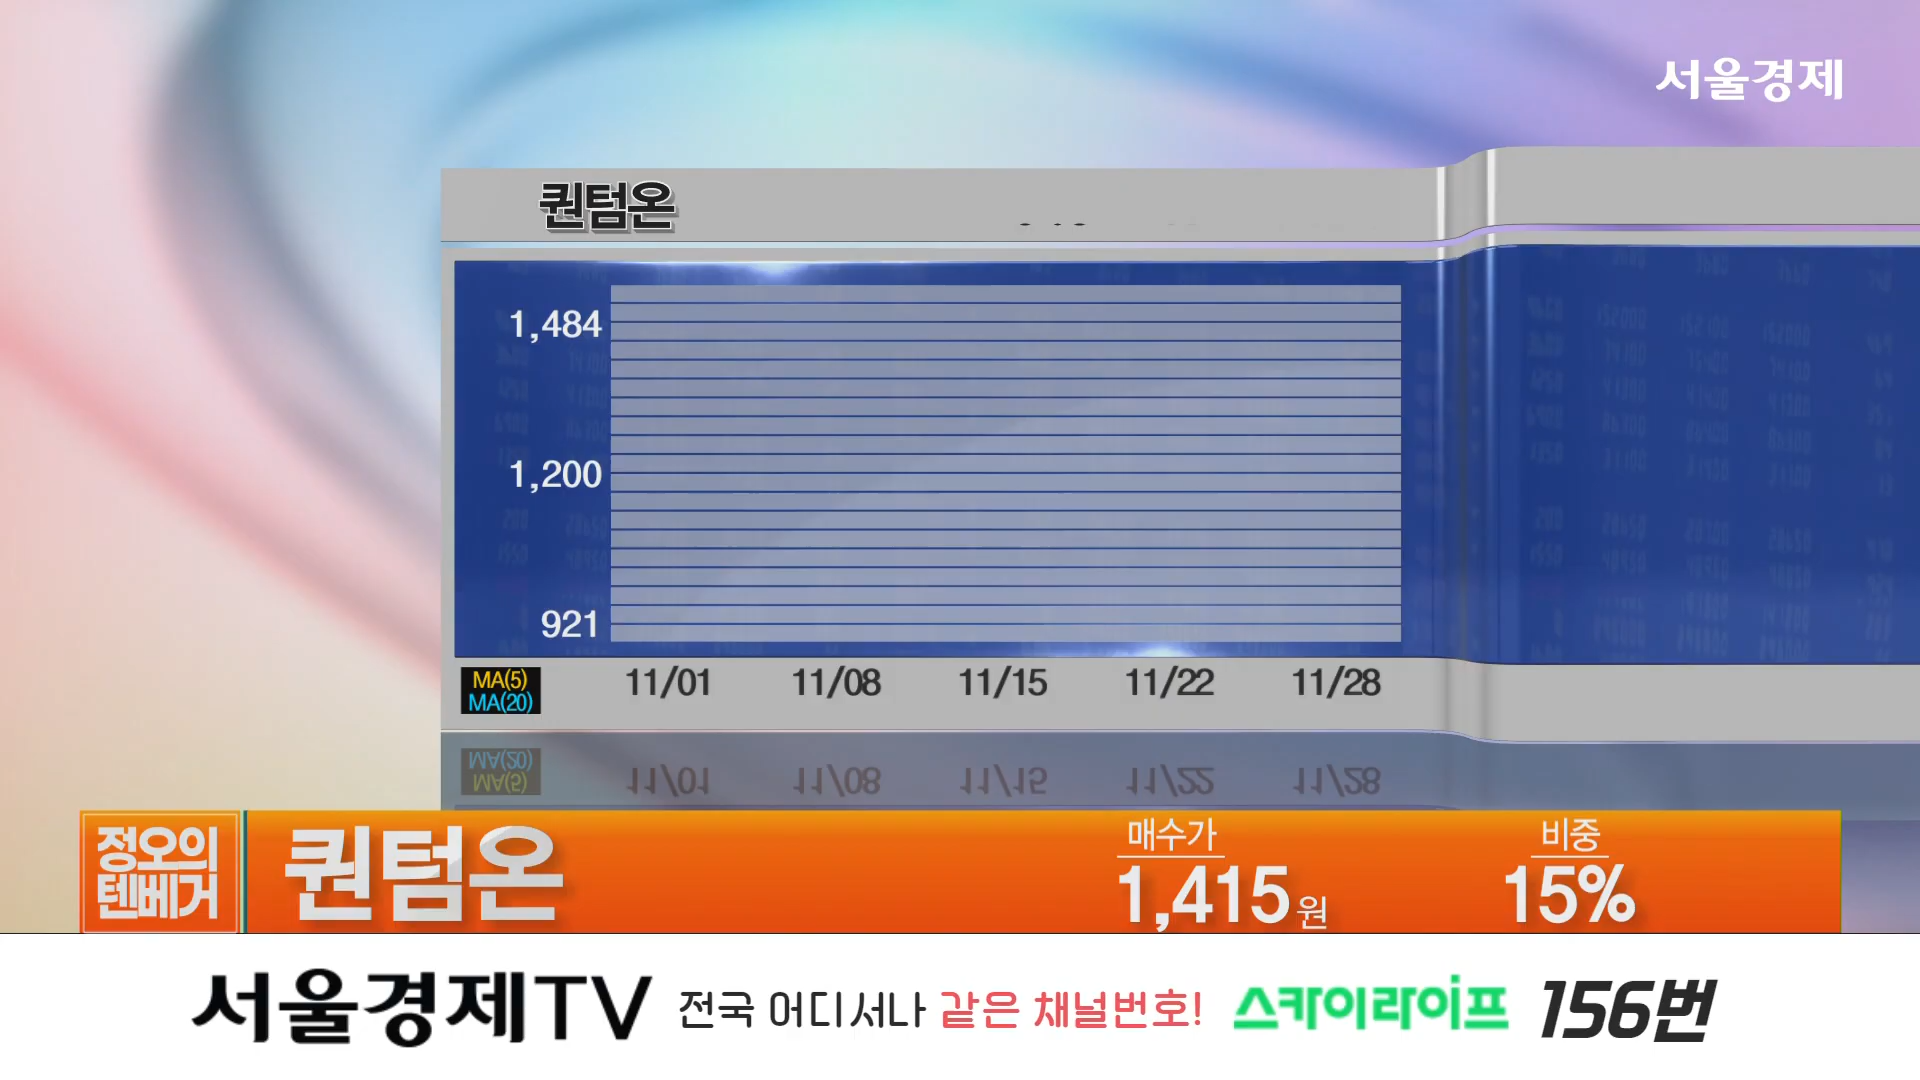 서울경제
퀀텀온
1,484
1,200
921
MA(5)
MA(20)
11/01 11/08 11/15 11/22 11/28
정오의
텐베거
퀀텀온
매수가
1,415원
비중
15%
서울경제TV 전국 어디서나 같은 채널번호! 스카이라이프 156번